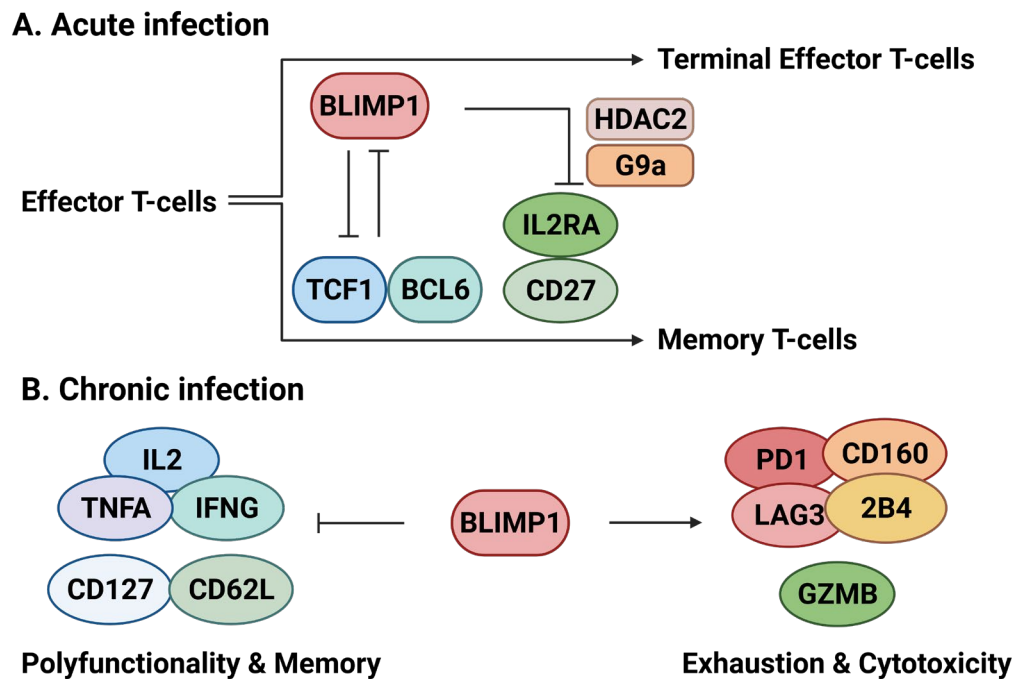 A. Acute infection
Terminal Effector T-cells
BLIMP1
HDAC2
G9a
Effector T-cells
IL2RA
TCF1
BCL6
CD27
Memory T-cells
B. Chronic infection
IL2
TNFA
IFNG
CD127
CD62L
Polyfunctionality & Memory
BLIMP1
PD1
CD160
LAG3
2B4
GZMB
Exhaustion & Cytotoxicity